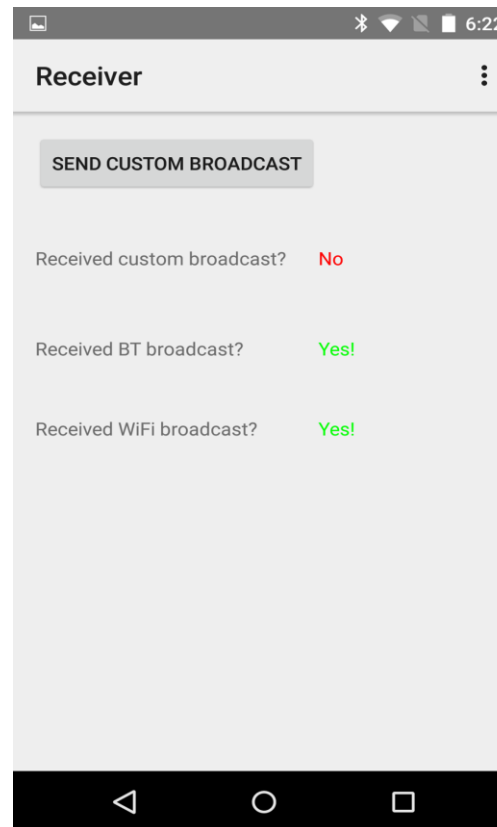 6:22
Receiver
SEND CUSTOM BROADCAST
Received custom broadcast? No
Received BT broadcast? Yes!
Received WiFi broadcast? Yes!